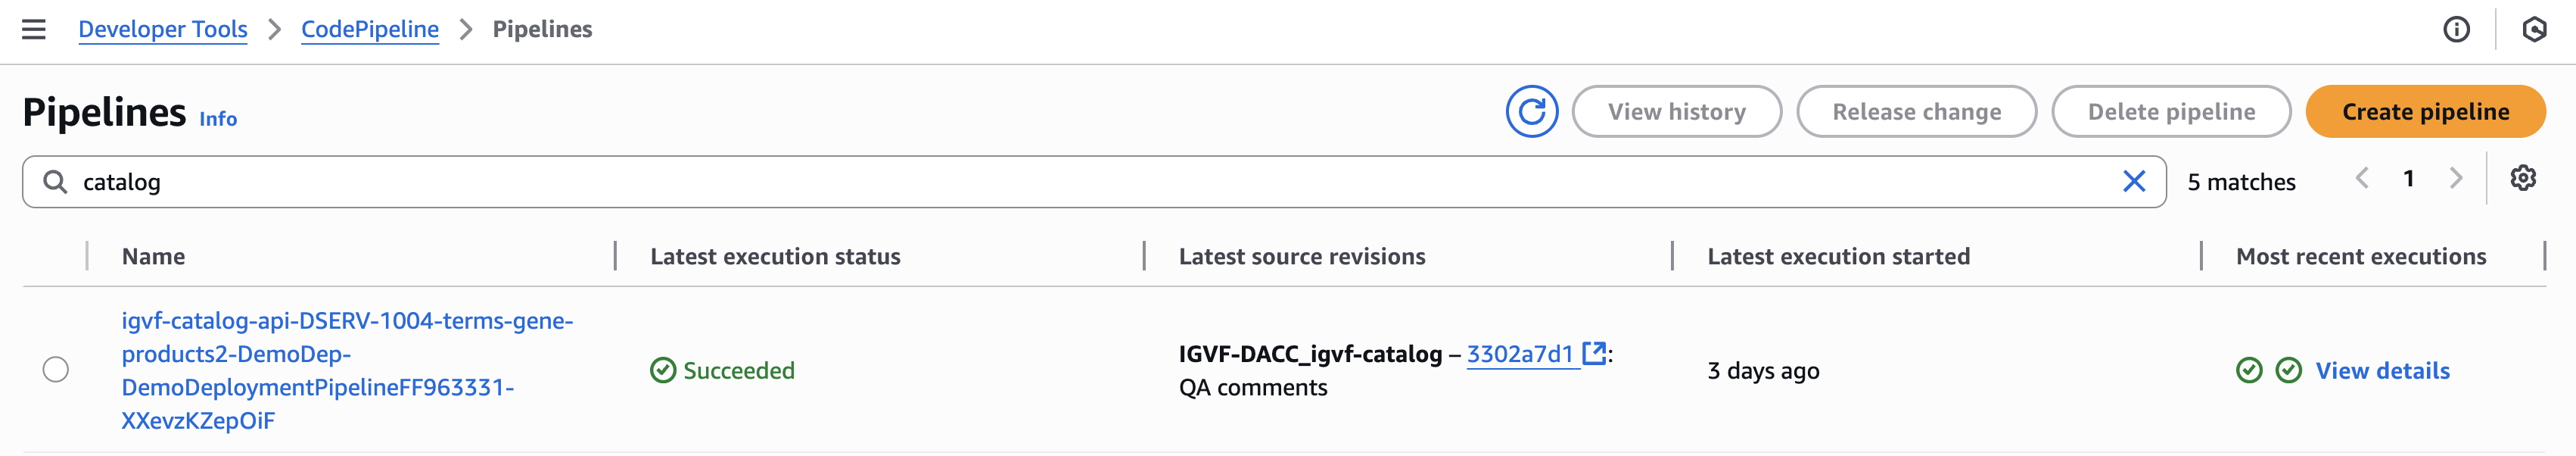 Developer Tools > CodePipeline > Pipelines
Pipelines Info
View history
Release change
Delete pipeline
Create pipeline
catalog
5 matches
1
Name
Latest execution status
Latest source revisions
Latest execution started
Most recent executions
igvf-catalog-api-DSERV-1004-terms-gene-
products2-DemoDep-
DemoDeploymentPipelineFF963331-
XXevzKZepOiF
Succeeded
IGVF-DACC_igvf-catalog – 3302a7d1 :
QA comments
3 days ago
View details